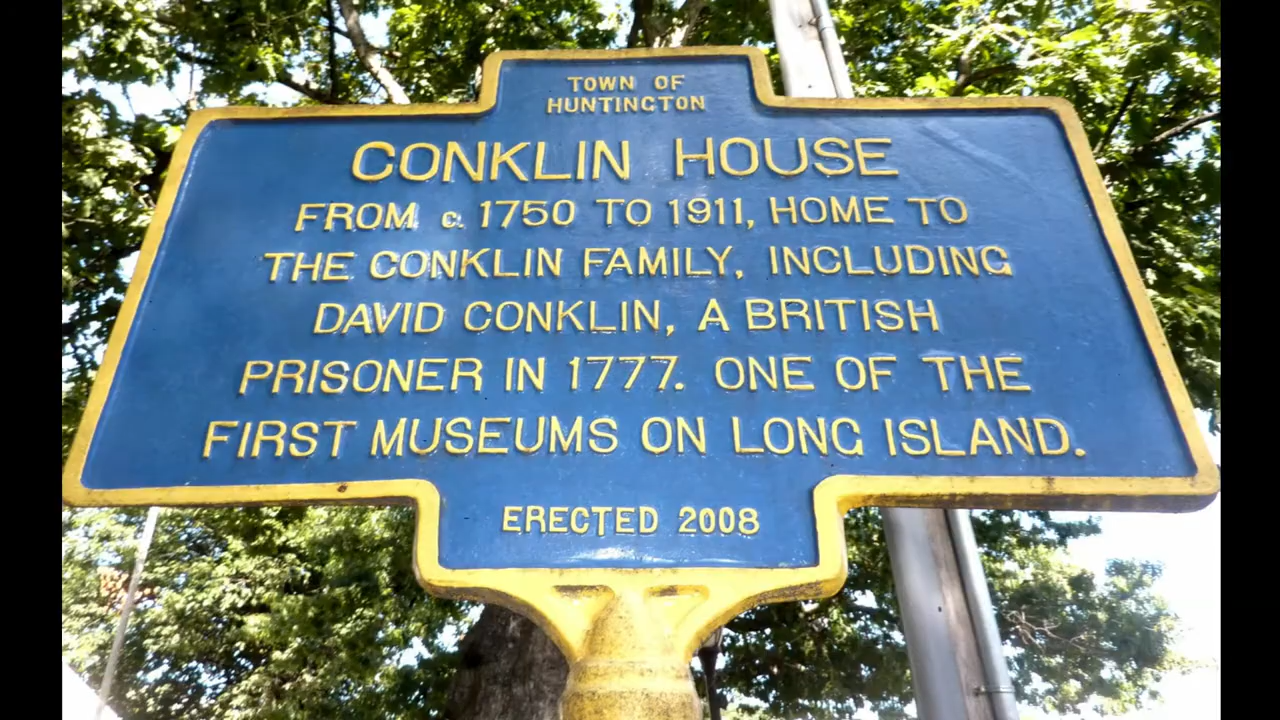 TOWN OF
HUNTINGTON
CONKLIN HOUSE
FROM c. 1750 TO 1911, HOME TO
THE CONKLIN FAMILY, INCLUDING
DAVID CONKLIN, A BRITISH
PRISONER IN 1777. ONE OF THE
FIRST MUSEUMS ON LONG ISLAND.
ERECTED 2008